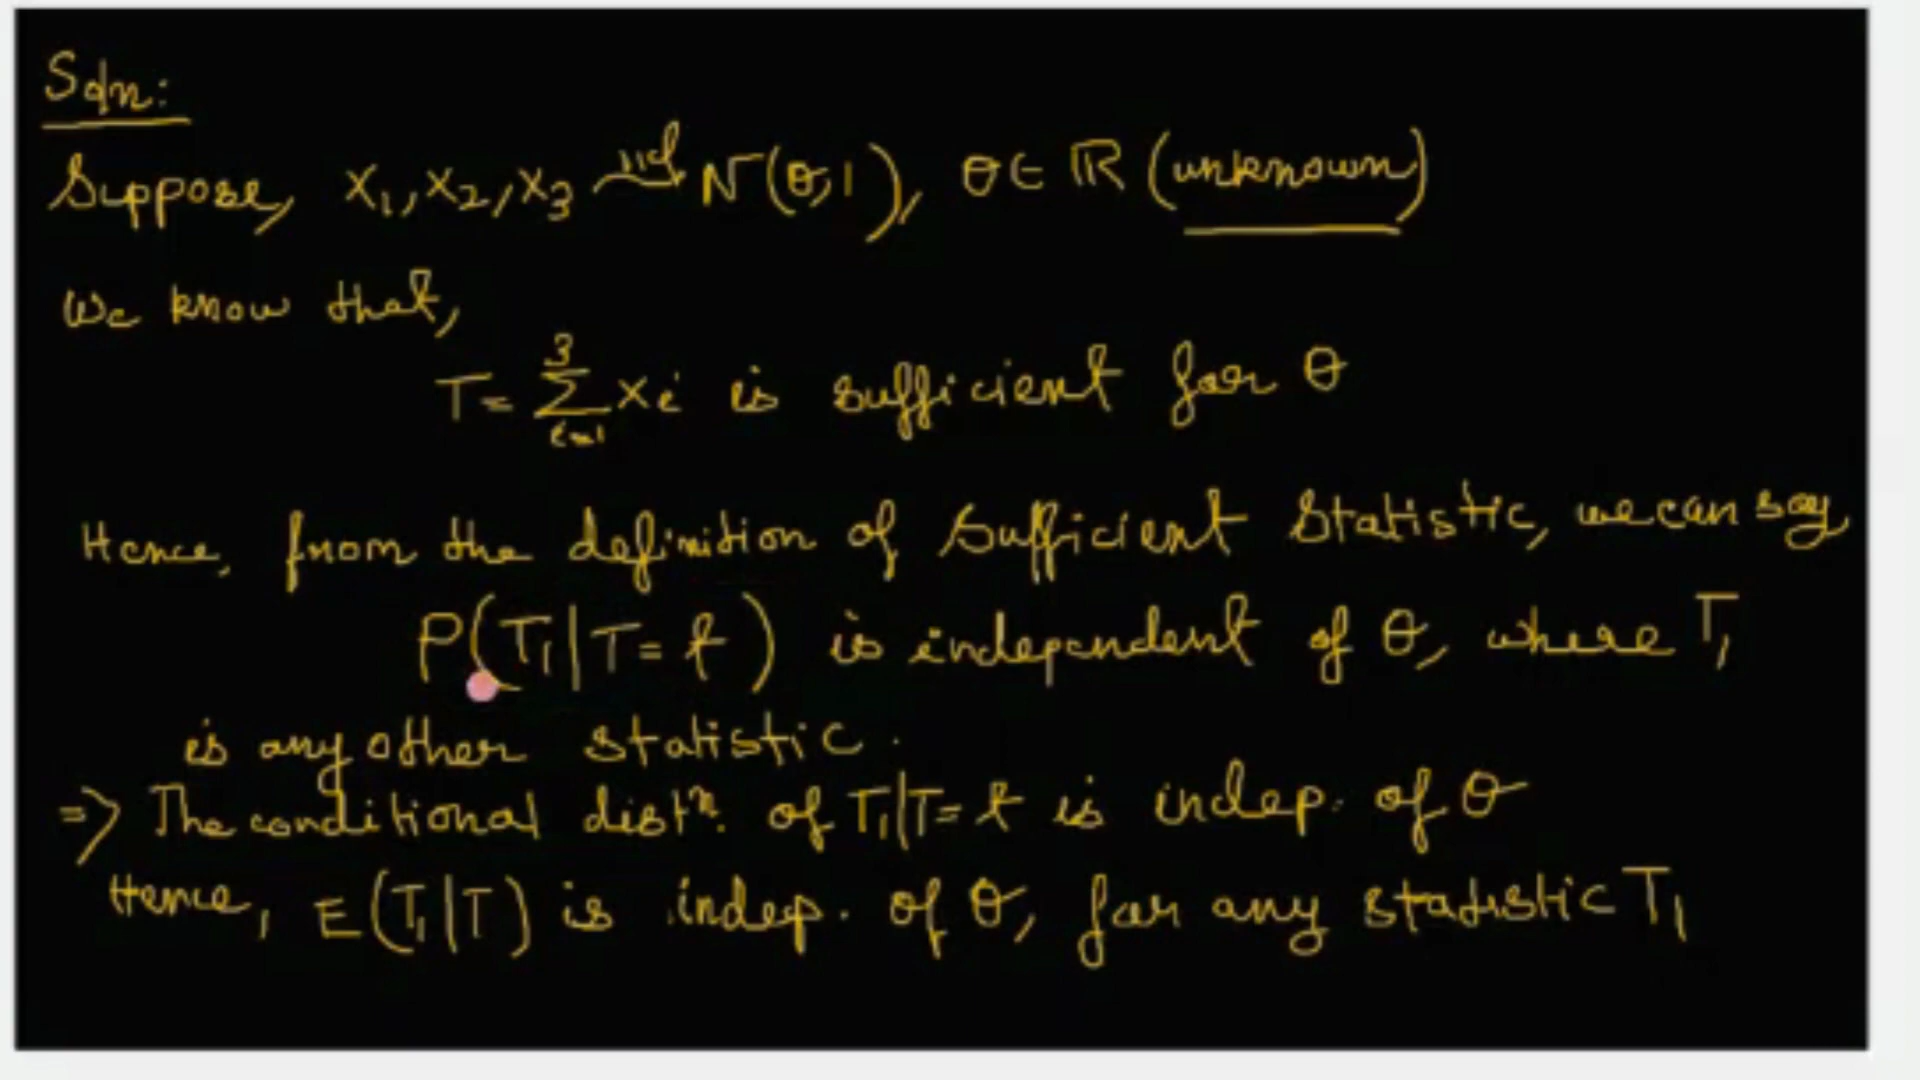 Soln:
Suppose, X₁, X₂, X₃ iid~ N(θ,1), θ∈ℝ (unknown)
We know that,
T = ∑_{i=1}^{3} Xi is sufficient for θ
Hence, from the definition of Sufficient Statistic, we can say,
P(T₁|T=t) is independent of θ, where T₁
is any other statistic.
=> The conditional distⁿ. of T₁|T=t is indep. of θ
Hence, E(T₁|T) is indep. of θ, for any statistic T₁